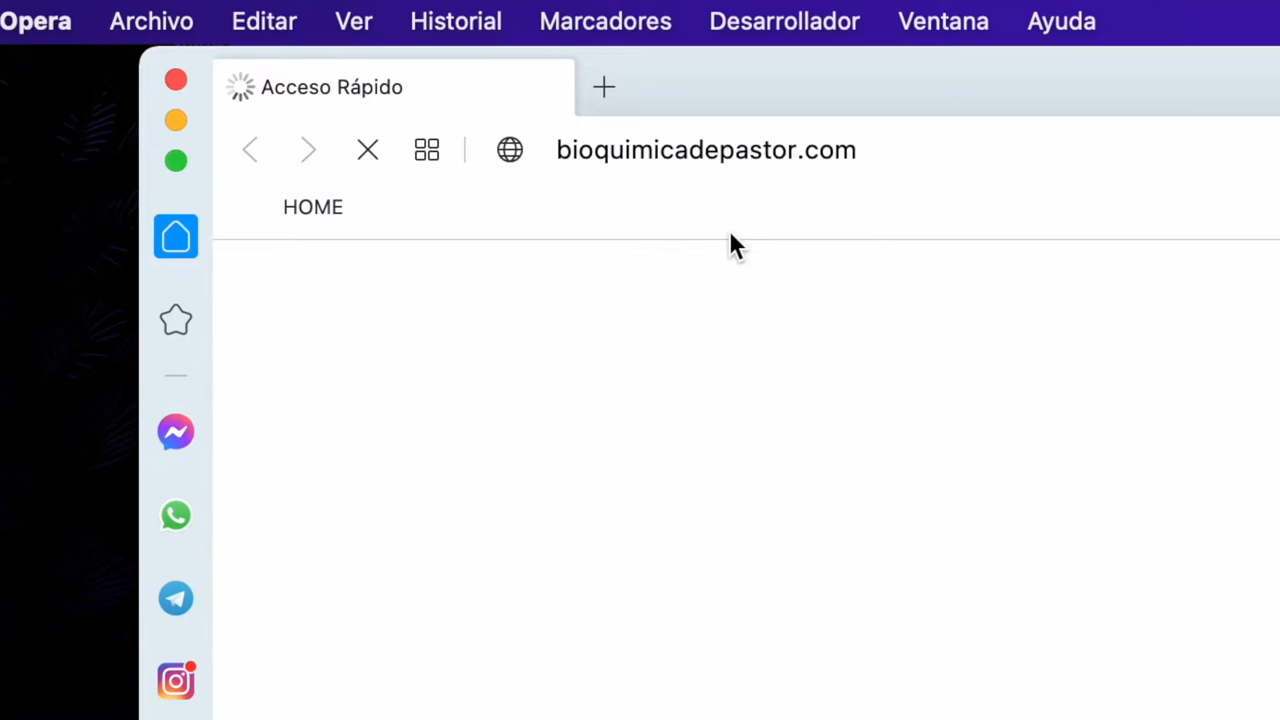 Opera Archivo Editar Ver Historial Marcadores Desarrollador Ventana Ayuda
Acceso Rápido
bioquimicadepastor.com
HOME